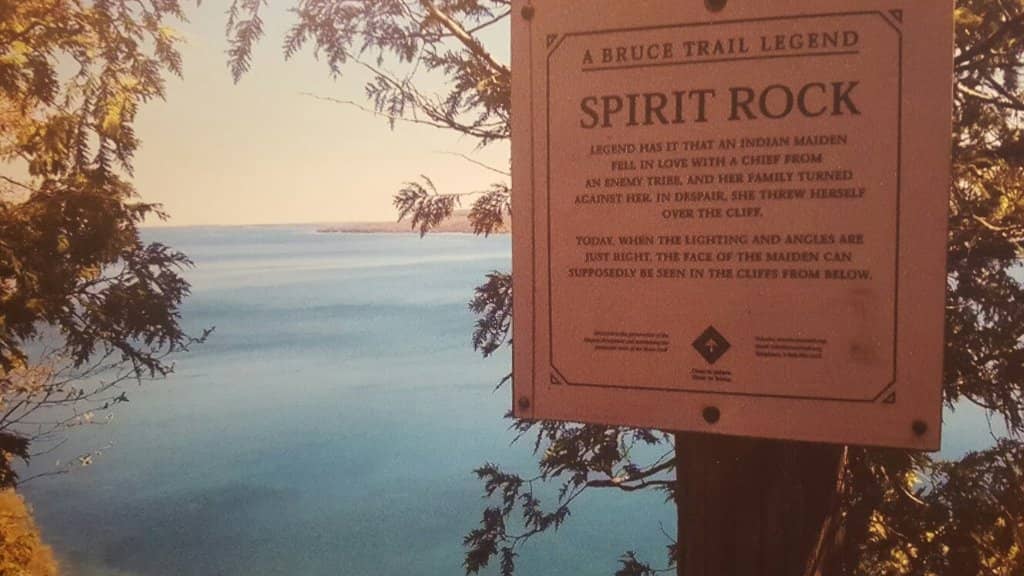 A BRUCE TRAIL LEGEND
SPIRIT ROCK
LEGEND HAS IT THAT AN INDIAN MAIDEN
FELL IN LOVE WITH A CHIEF FROM
AN ENEMY TRIBE, AND HER FAMILY TURNED
AGAINST HER. IN DESPAIR, SHE THREW HERSELF
OVER THE CLIFF.
TODAY, WHEN THE LIGHTING AND ANGLES ARE
JUST RIGHT, THE FACE OF THE MAIDEN CAN
SUPPOSEDLY BE SEEN IN THE CLIFFS FROM BELOW.